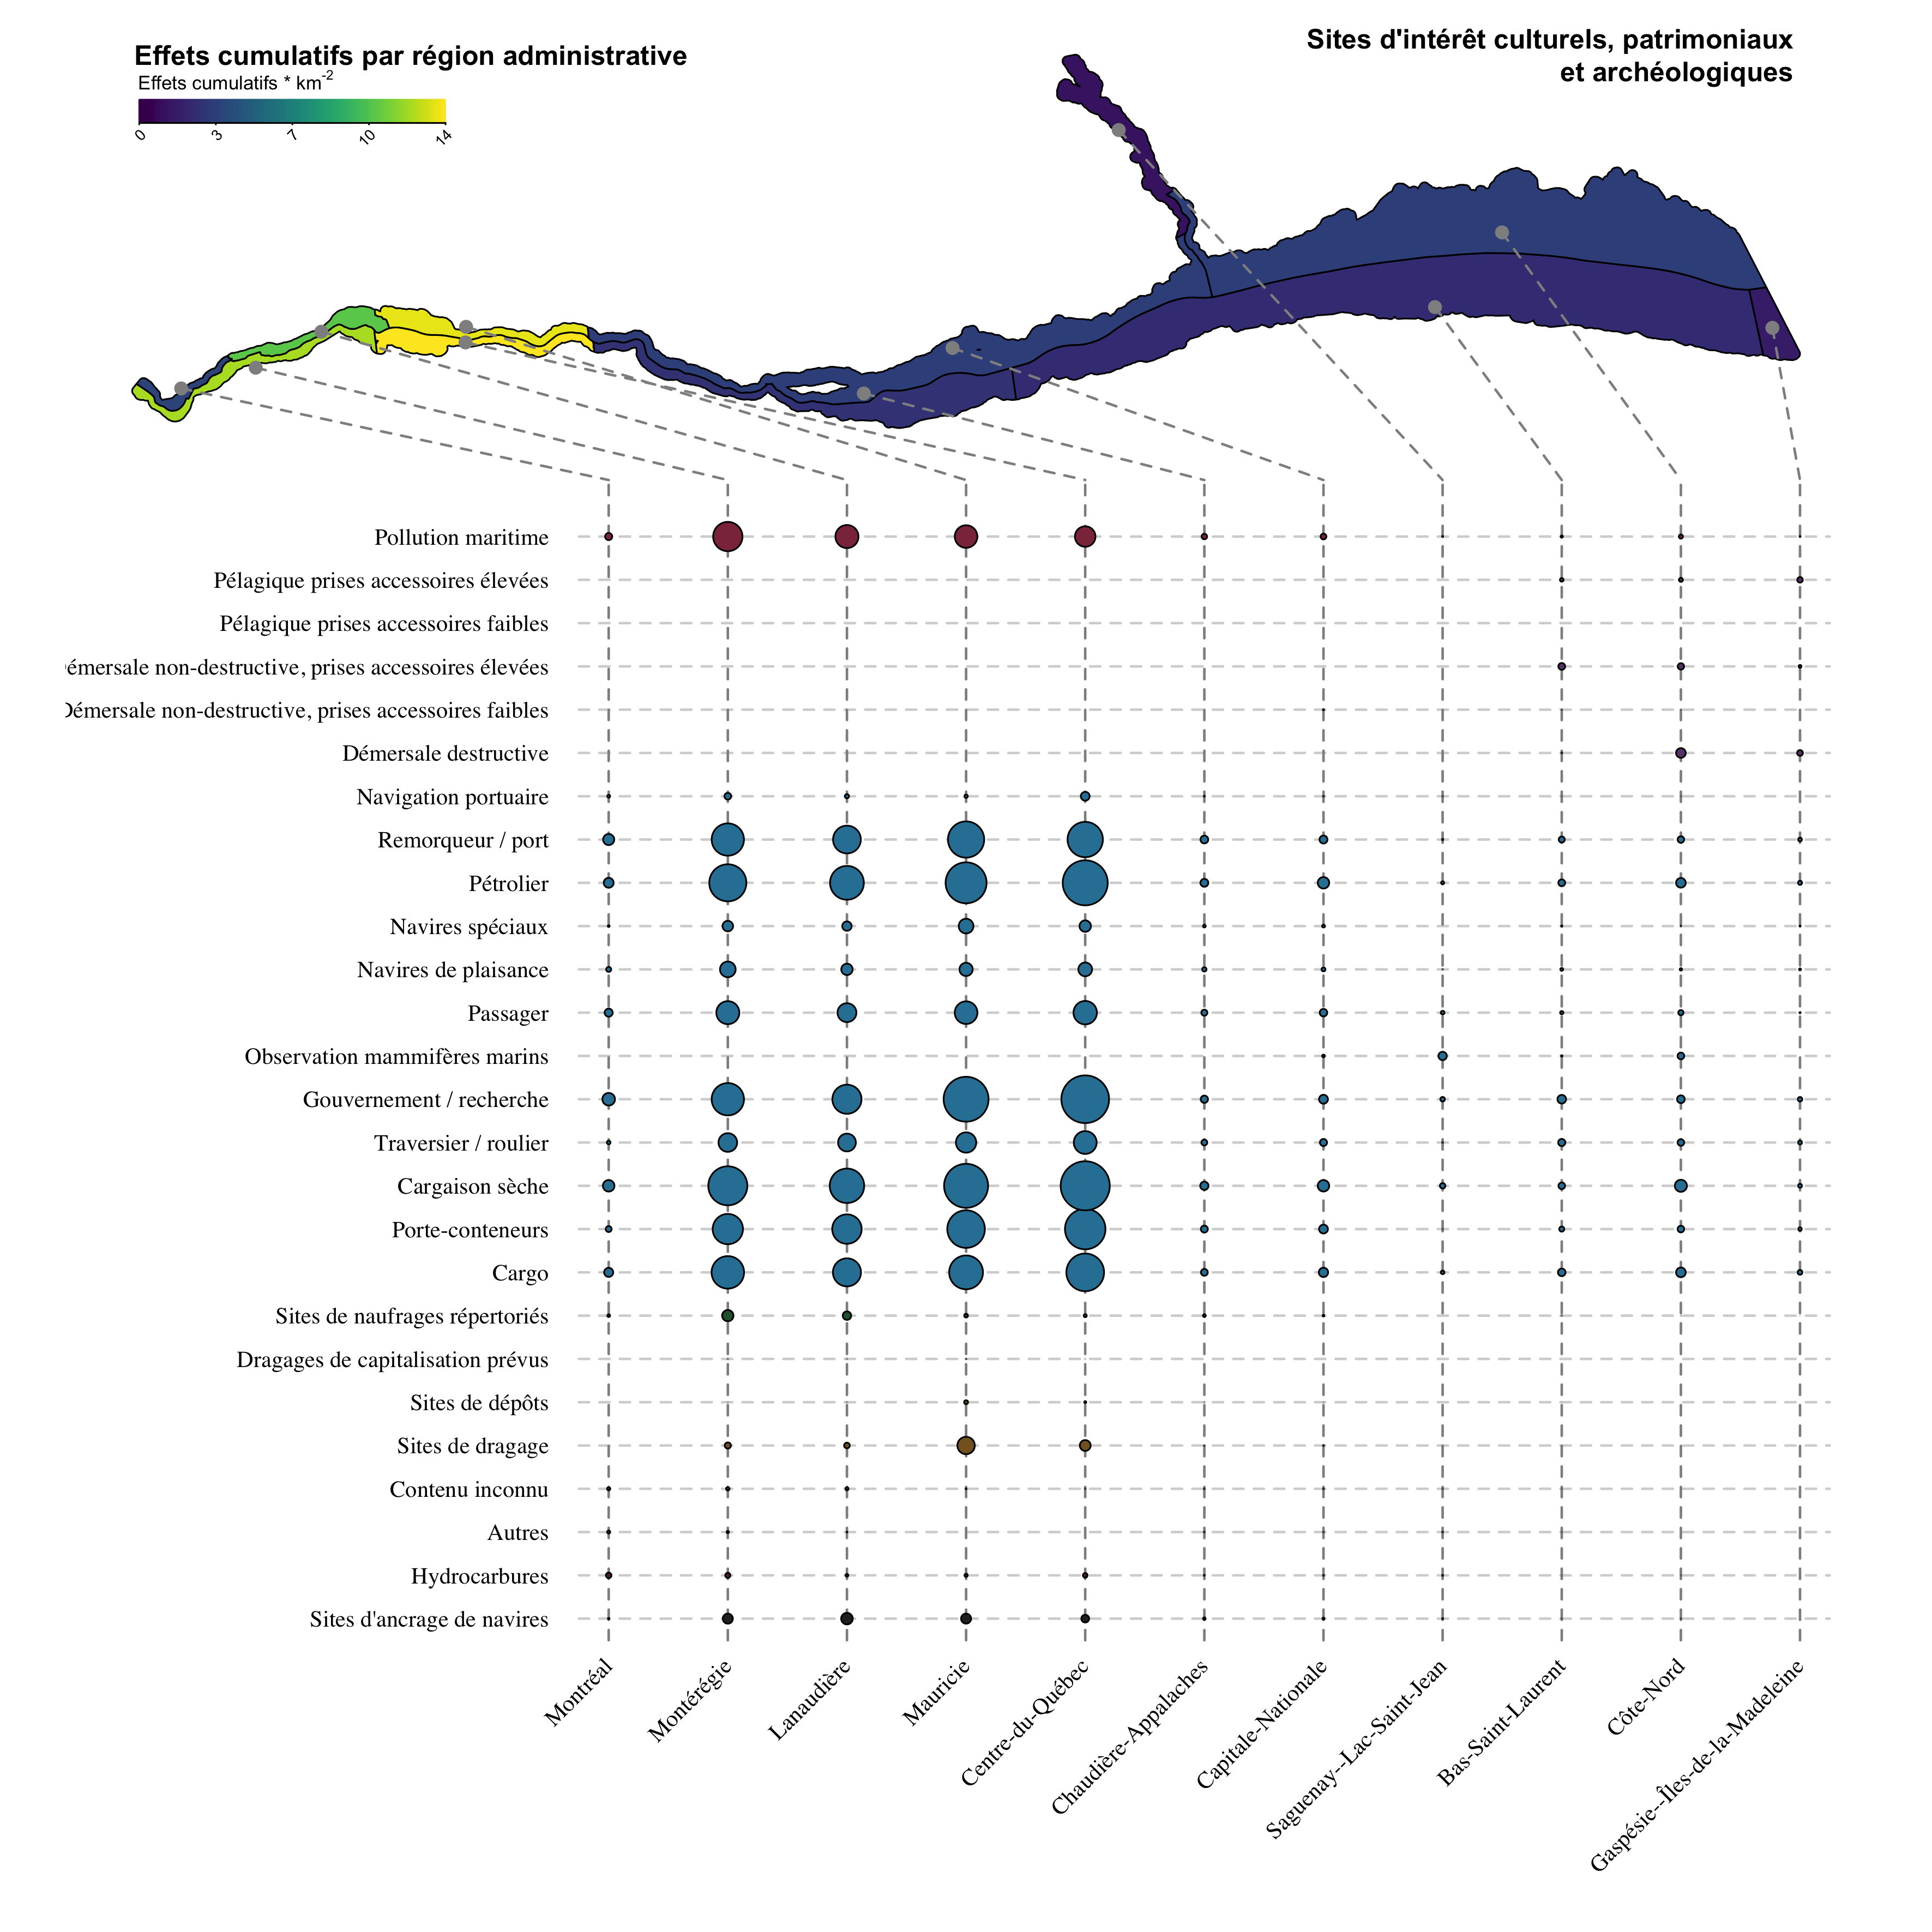 Effets cumulatifs par région administrative
Effets cumulatifs * km-2
0 3 7 10 14
Sites d'intérêt culturels, patrimoniaux
et archéologiques
Pollution maritime
Pélagique prises accessoires élevées
Pélagique prises accessoires faibles
émersale non-destructive, prises accessoires élevées
Démersale non-destructive, prises accessoires faibles
Démersale destructive
Navigation portuaire
Remorqueur / port
Pétrolier
Navires spéciaux
Navires de plaisance
Passager
Observation mammifères marins
Gouvernement / recherche
Traversier / roulier
Cargaison sèche
Porte-conteneurs
Cargo
Sites de naufrages répertoriés
Dragages de capitalisation prévus
Sites de dépôts
Sites de dragage
Contenu inconnu
Autres
Hydrocarbures
Sites d'ancrage de navires
Montréal
Montérégie
Lanaudière
Mauricie
Centre-du-Québec
Chaudière-Appalaches
Capitale-Nationale
Saguenay--Lac-Saint-Jean
Bas-Saint-Laurent
Côte-Nord
Gaspésie--Îles-de-la-Madeleine